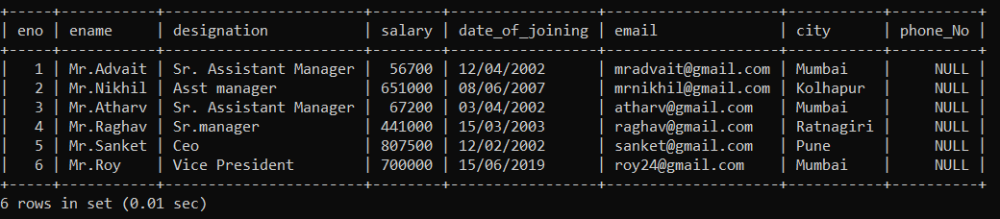 +-----+-----------+-----------------------+--------+-----------------+--------------------+-----------+----------+
| eno | ename     | designation           | salary | date_of_joining | email              | city      | phone_No |
+-----+-----------+-----------------------+--------+-----------------+--------------------+-----------+----------+
|   1 | Mr.Advait | Sr. Assistant Manager |  56700 | 12/04/2002      | mradvait@gmail.com | Mumbai    |     NULL |
|   2 | Mr.Nikhil | Asst manager          | 651000 | 08/06/2007      | mrnikhil@gmail.com | Kolhapur  |     NULL |
|   3 | Mr.Atharv | Sr. Assistant Manager |  67200 | 03/04/2002      | atharv@gmail.com   | Mumbai    |     NULL |
|   4 | Mr.Raghav | Sr.manager            | 441000 | 15/03/2003      | raghav@gmail.com   | Ratnagiri |     NULL |
|   5 | Mr.Sanket | Ceo                   | 807500 | 12/02/2002      | sanket@gmail.com   | Pune      |     NULL |
|   6 | Mr.Roy    | Vice President        | 700000 | 15/06/2019      | roy24@gmail.com    | Mumbai    |     NULL |
+-----+-----------+-----------------------+--------+-----------------+--------------------+-----------+----------+
6 rows in set (0.01 sec)